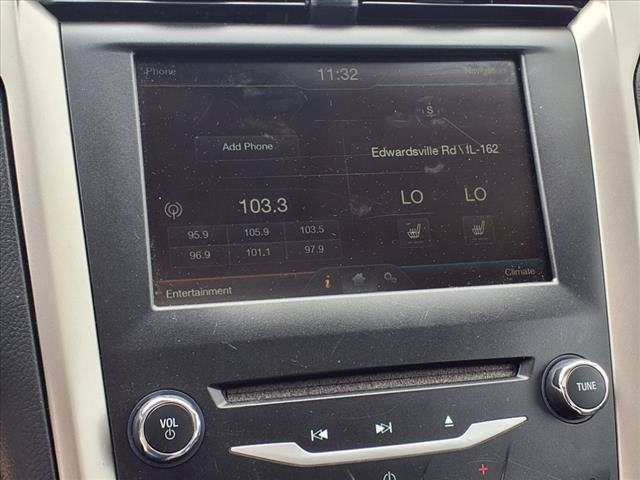 Phone 11:32 Navigation
S
Add Phone
Edwardsville Rd \ IL-162
103.3
LO LO
95.9 105.9 103.5
96.9 101.1 97.9
Entertainment
i
Climate
VOL
TUNE